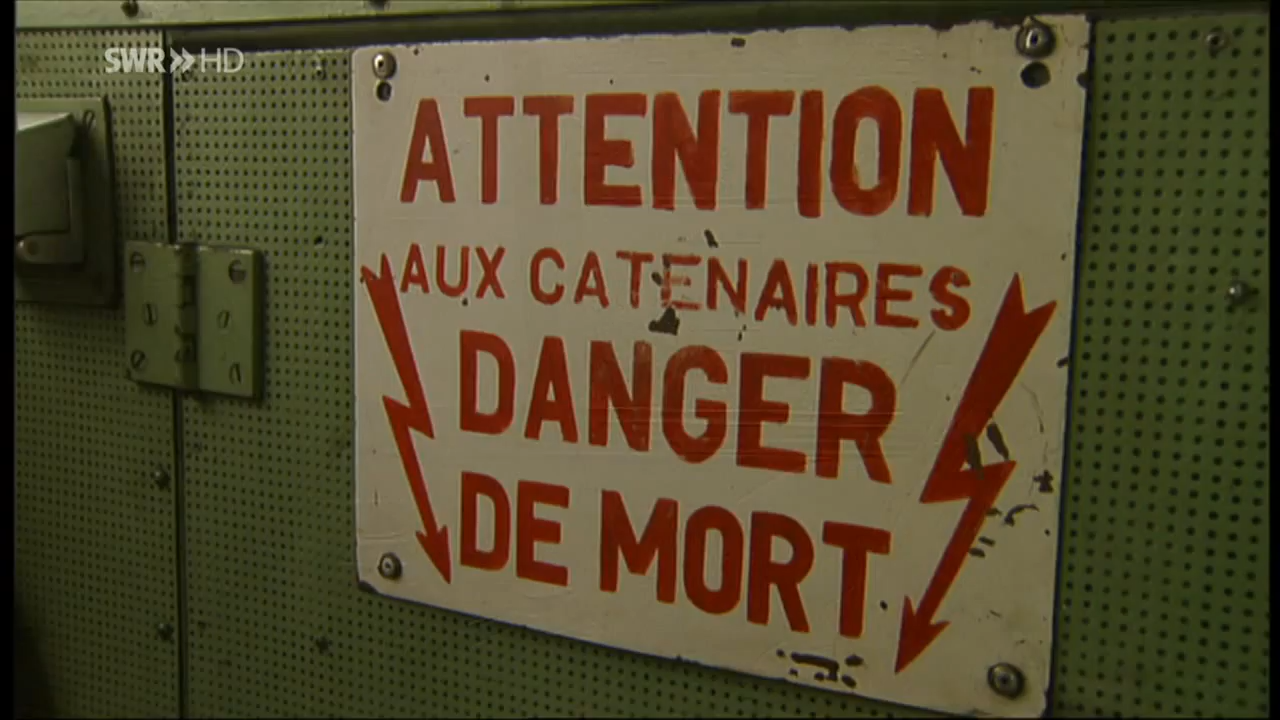 SWR HD
ATTENTION
AUX CATENAIRES
DANGER
DE MORT